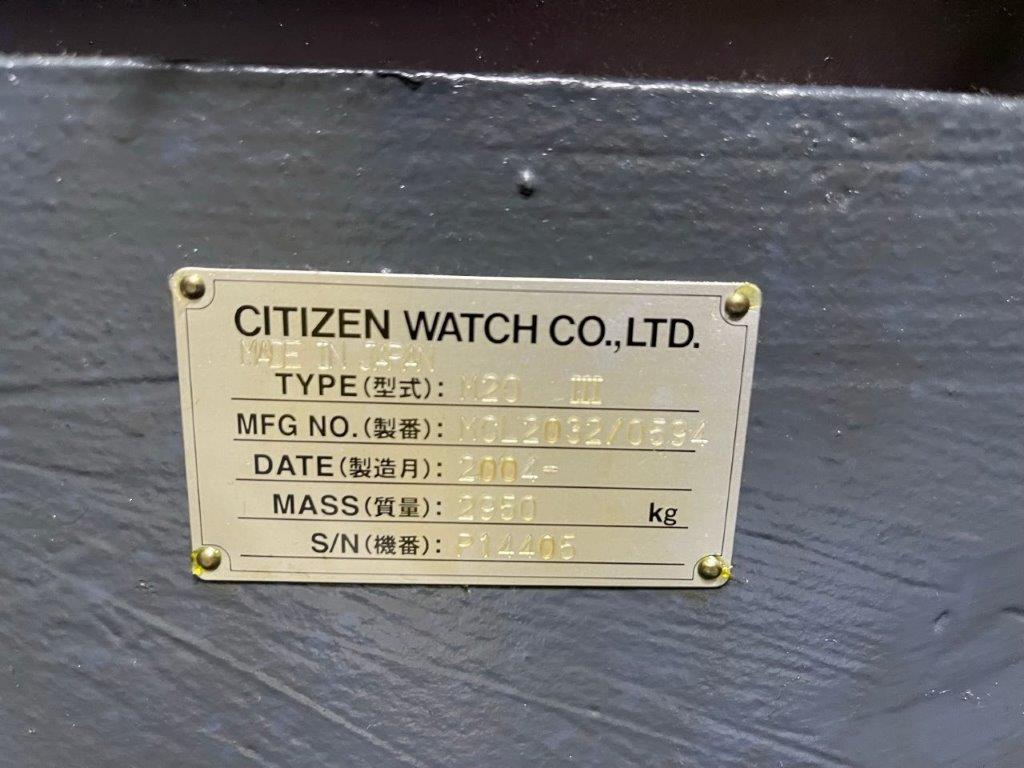 CITIZEN WATCH CO.,LTD.
MADE IN JAPAN
TYPE(型式): M20 III
MFG NO.(製番): MCL2032/0594
DATE(製造月): 2004-
MASS(質量): 2950 kg
S/N(機番): P14405